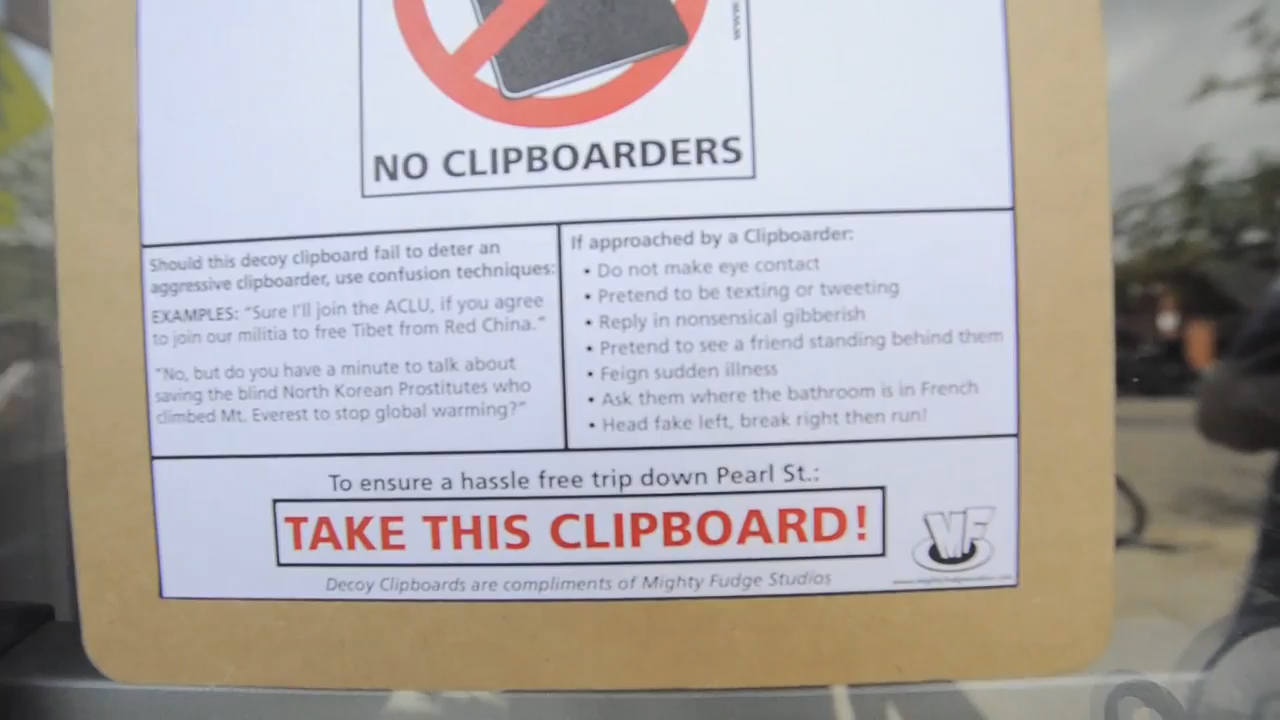 NO CLIPBOARDERS
Should this decoy clipboard fail to deter an
aggressive clipboarder, use confusion techniques:
EXAMPLES: "Sure I'll join the ACLU, if you agree
to join our militia to free Tibet from Red China."
"No, but do you have a minute to talk about
saving the blind North Korean Prostitutes who
climbed Mt. Everest to stop global warming?"
If approached by a Clipboarder:
• Do not make eye contact
• Pretend to be texting or tweeting
• Reply in nonsensical gibberish
• Pretend to see a friend standing behind them
• Feign sudden illness
• Ask them where the bathroom is in French
• Head fake left, break right then run!
To ensure a hassle free trip down Pearl St.:
TAKE THIS CLIPBOARD!
MF
Decoy Clipboards are compliments of Mighty Fudge Studios